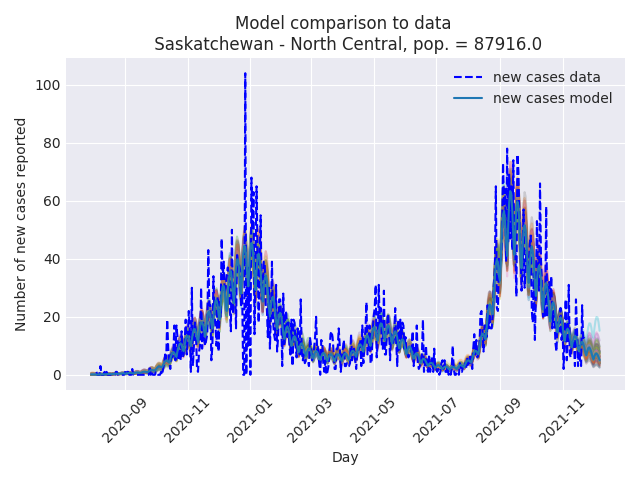 Model comparison to data
Saskatchewan - North Central, pop. = 87916.0
new cases data
new cases model
Number of new cases reported
100
80
60
40
20
0
2020-09
2020-11
2021-01
2021-03
2021-05
2021-07
2021-09
2021-11
Day